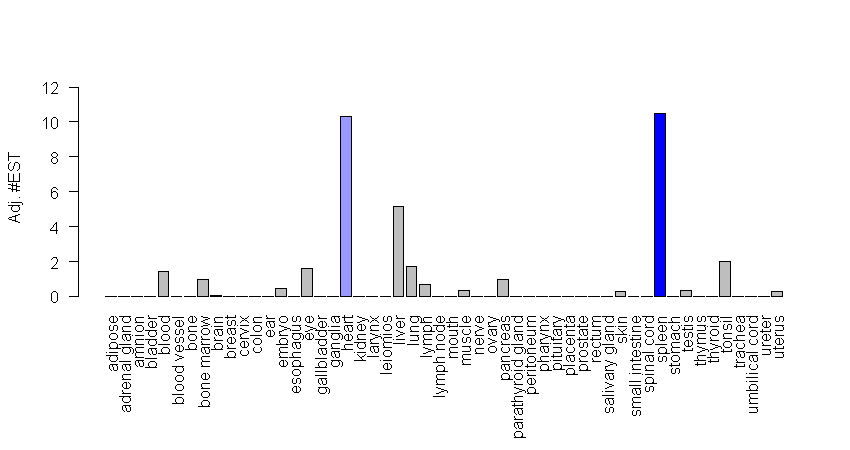 Adj. #EST
12
10
8
6
4
2
0
adipose
adrenal gland
amnion
bladder
blood
blood vessel
bone
bone marrow
brain
breast
cervix
colon
ear
embryo
esophagus
eye
gallbladder
ganglia
heart
kidney
larynx
leiomios
liver
lung
lymph
lymph node
mouth
muscle
nerve
ovary
pancreas
parathyroid gland
peritoneum
pharynx
pituitary
placenta
prostate
rectum
salivary gland
skin
small intestine
spinal cord
spleen
stomach
testis
thymus
thyroid
tonsil
trachea
umbilical cord
ureter
uterus